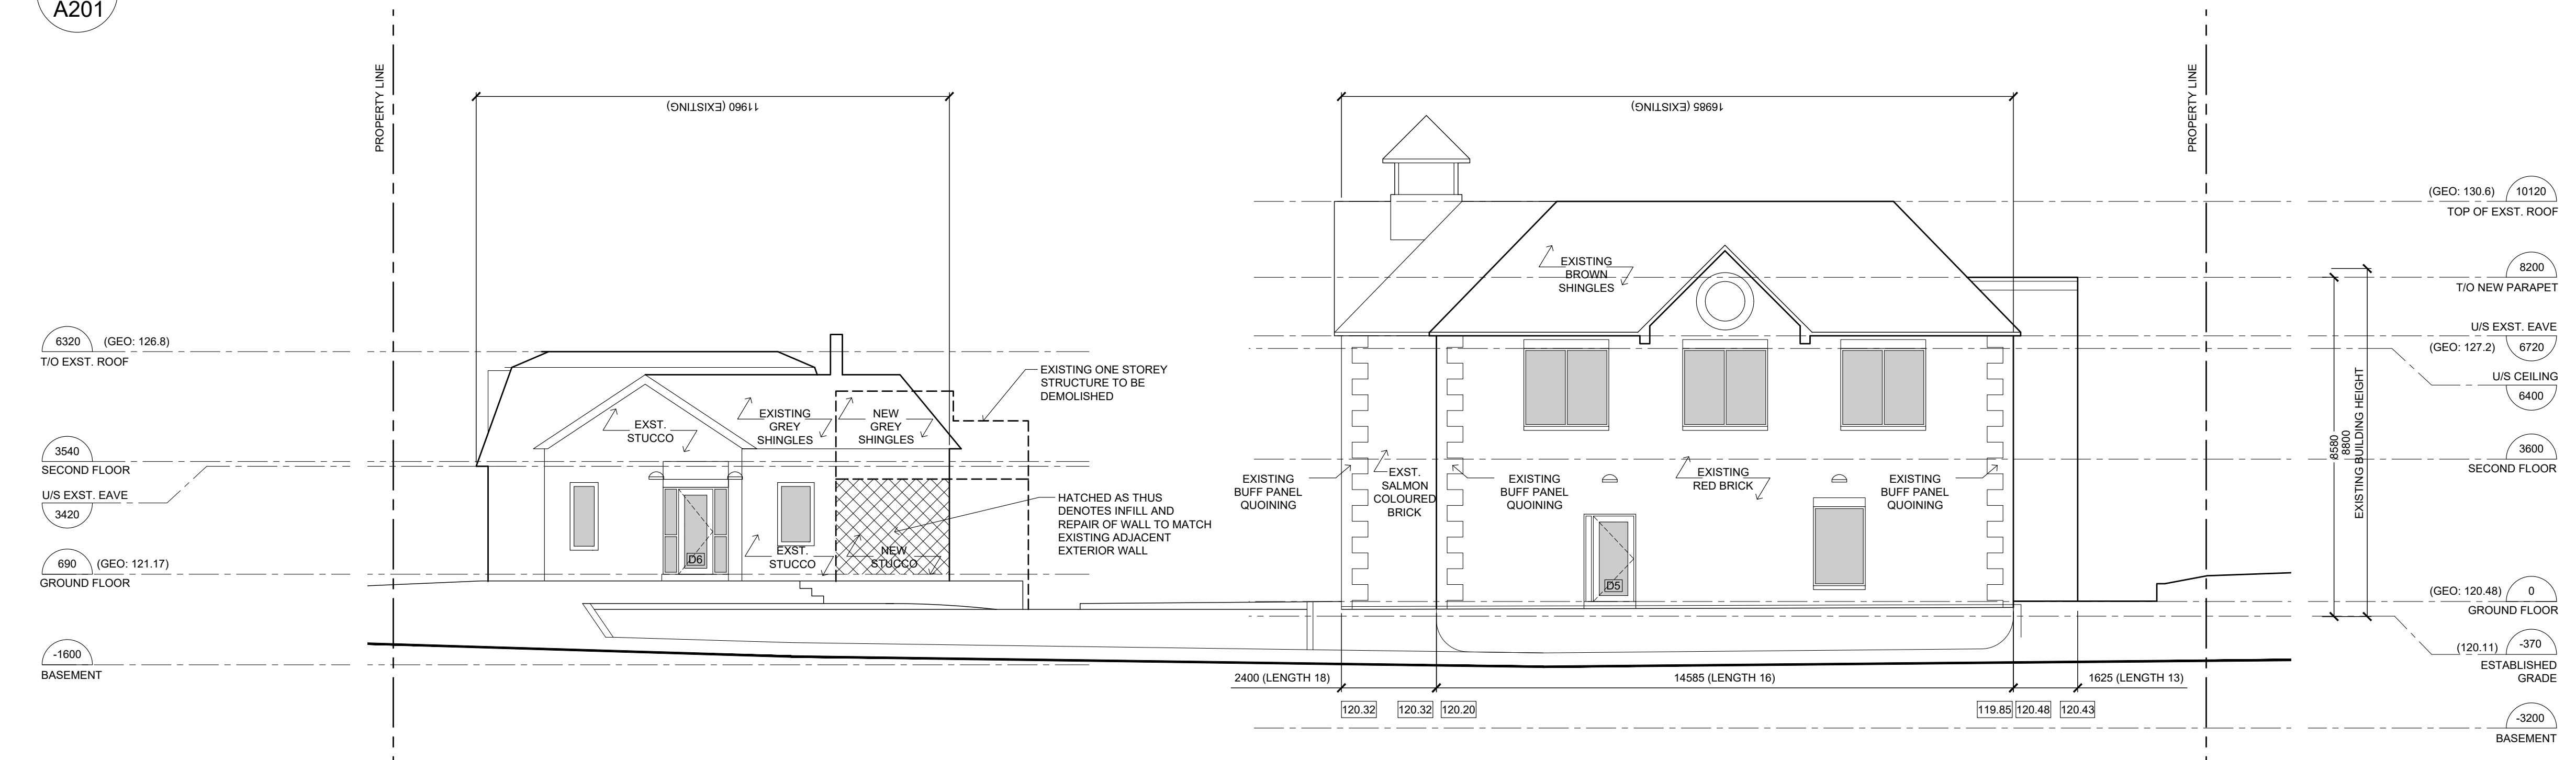 A201
PROPERTY LINE
11960 (EXISTING)
16985 (EXISTING)
PROPERTY LINE
6320 (GEO: 126.8)
T/O EXST. ROOF
3540
SECOND FLOOR
U/S EXST. EAVE
3420
690 (GEO: 121.17)
GROUND FLOOR
-1600
BASEMENT
EXST.
STUCCO
EXISTING
GREY
SHINGLES
NEW
GREY
SHINGLES
EXISTING ONE STOREY
STRUCTURE TO BE
DEMOLISHED
D6
EXST.
STUCCO
NEW
STUCCO
HATCHED AS THUS
DENOTES INFILL AND
REPAIR OF WALL TO MATCH
EXISTING ADJACENT
EXTERIOR WALL
EXISTING
BROWN
SHINGLES
EXISTING
BUFF PANEL
QUOINING
EXST.
SALMON
COLOURED
BRICK
EXISTING
BUFF PANEL
QUOINING
EXISTING
RED BRICK
EXISTING
BUFF PANEL
QUOINING
D5
2400 (LENGTH 18)
14585 (LENGTH 16)
1625 (LENGTH 13)
120.32
120.32
120.20
119.85
120.48
120.43
8580
8800
EXISTING BUILDING HEIGHT
(GEO: 130.6) 10120
TOP OF EXST. ROOF
8200
T/O NEW PARAPET
U/S EXST. EAVE
(GEO: 127.2) 6720
U/S CEILING
6400
3600
SECOND FLOOR
(GEO: 120.48) 0
GROUND FLOOR
(120.11) -370
ESTABLISHED
GRADE
-3200
BASEMENT